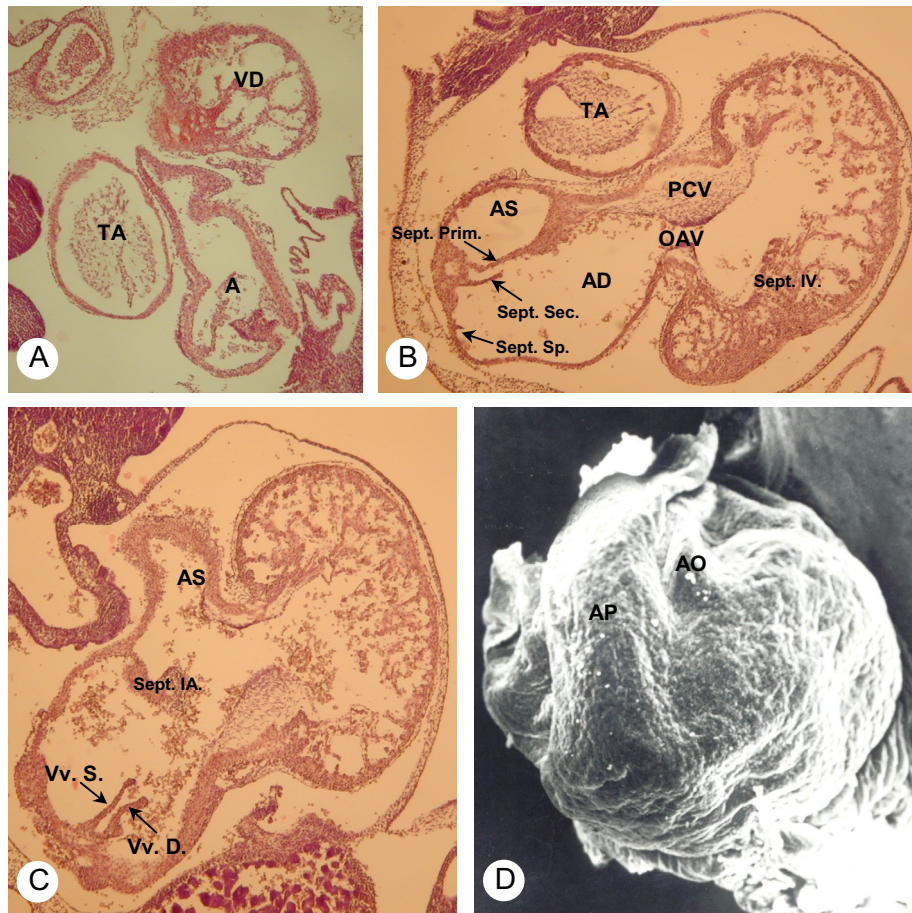 VD
TA
A
A
TA
PCV
AS
Sept. Prim.
OAV
AD
Sept. IV.
Sept. Sec.
Sept. Sp.
B
AS
Sept. IA.
Vv. S.
Vv. D.
C
AO
AP
D